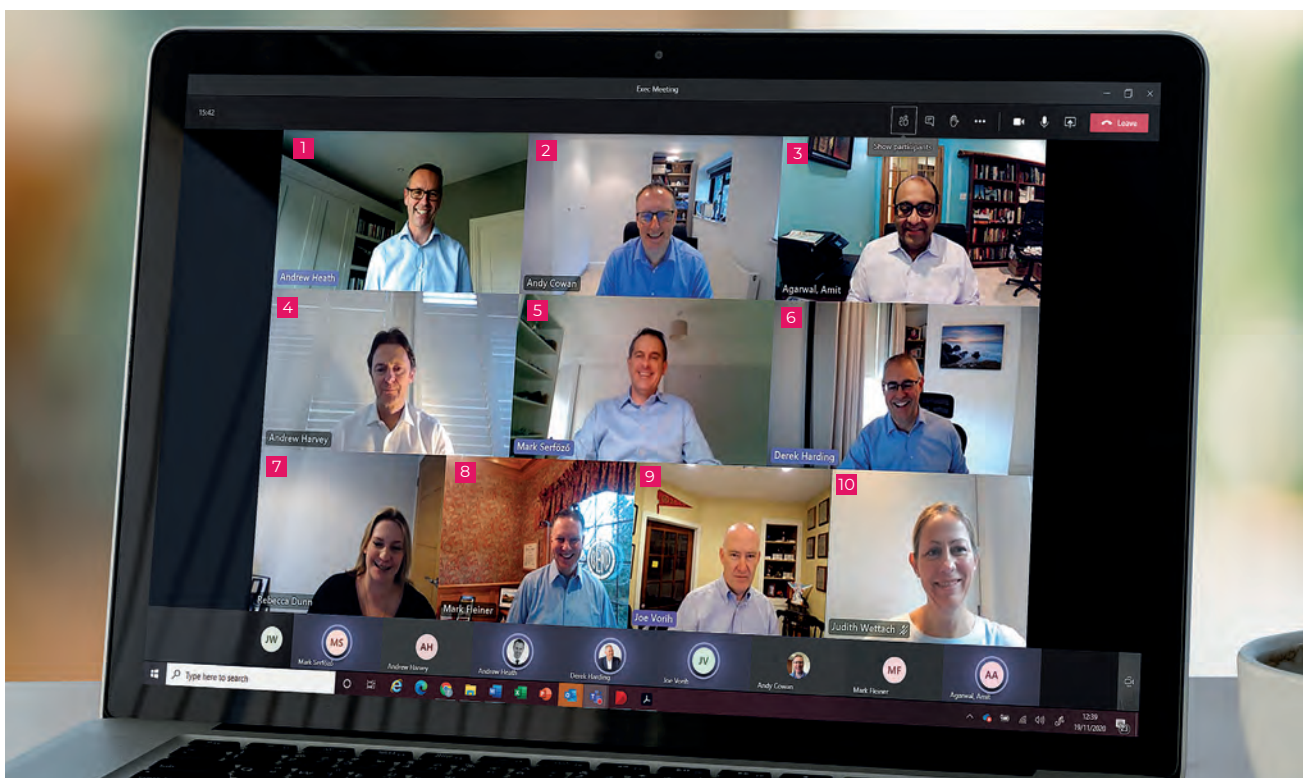 Exec Meeting
15:42
Leave
Show participants
1
2
3
Andrew Heath
Andy Cowan
Agarwal, Amit
4
5
6
Andrew Harvey
Mark Serfözö
Derek Harding
7
8
9
10
Rebecca Dunn
Mark Fleiner
Joe Vorih
Judith Wettach
JW
MS
AH
JV
MF
AA
Mark Serfözö
Andrew Harvey
Andrew Heath
Derek Harding
Joe Vorih
Andy Cowan
Mark Fleiner
Agarwal, Amit
Type here to search
12:39
19/11/2020